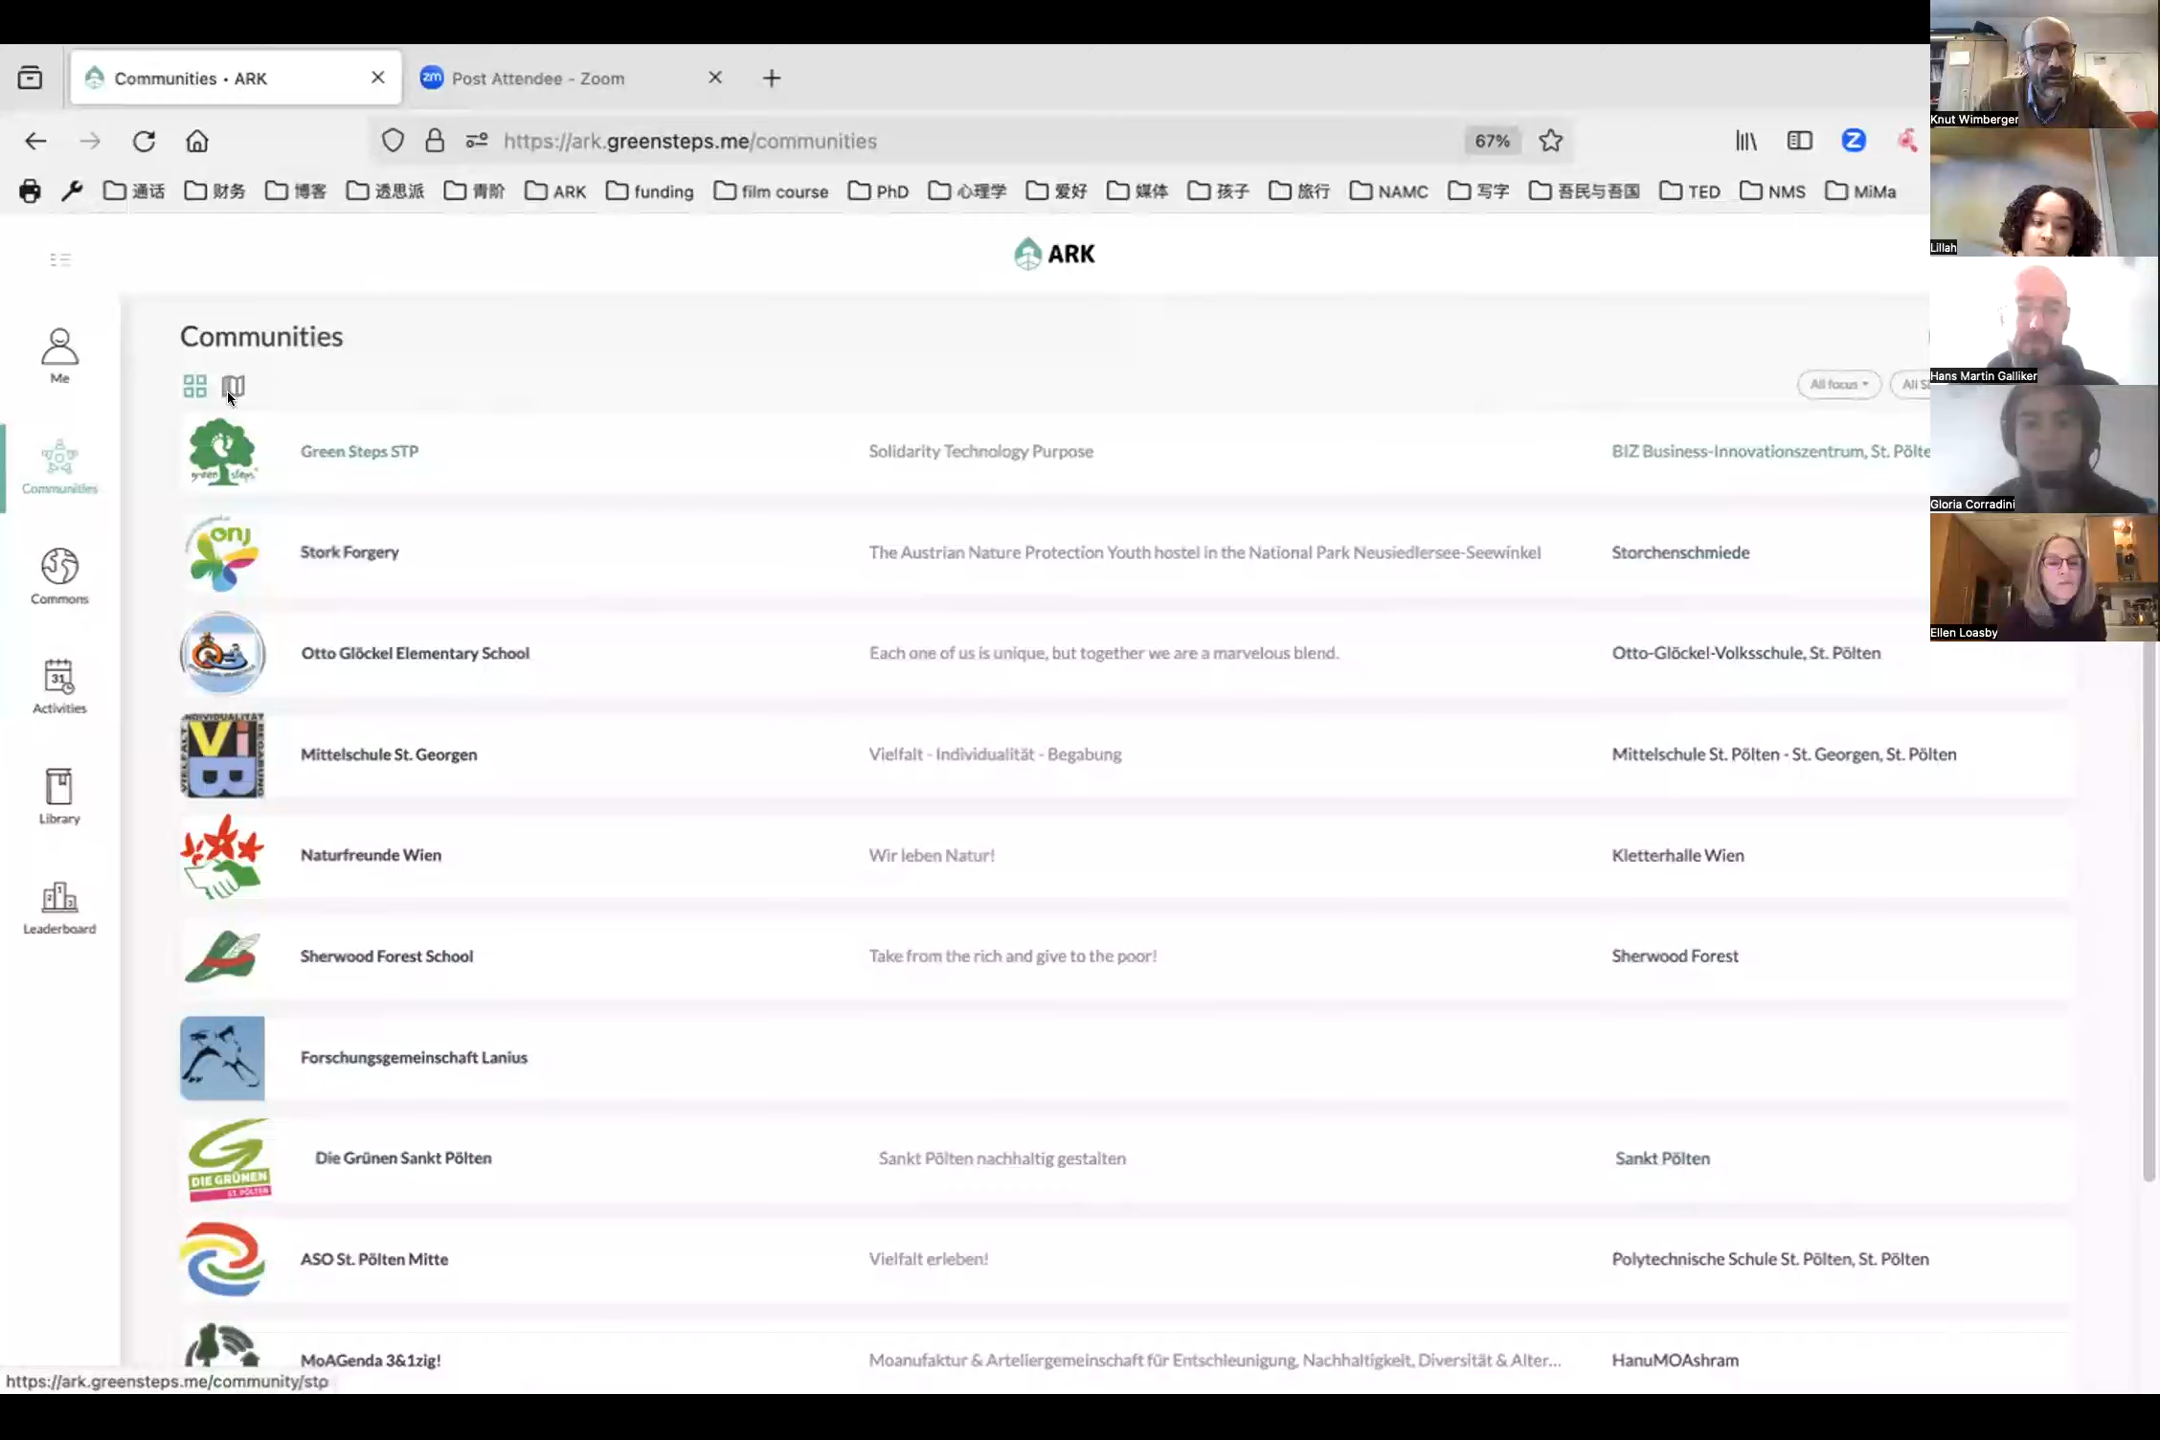 Communities • ARK
Post Attendee - Zoom
https://ark.greensteps.me/communities
67%
通话 财务 博客 透思派 青阶 ARK funding film course PhD 心理学 爱好 媒体 孩子 旅行 NAMC 写字 吾民与吾国 TED NMS MiMa
ARK
Me
Communities
Commons
Activities
Library
Leaderboard
Communities
All focus
Green Steps STP Solidarity Technology Purpose BIZ Business-Innovationszentrum, St. Pölte
Stork Forgery The Austrian Nature Protection Youth hostel in the National Park Neusiedlersee-Seewinkel Storchenschmiede
Otto Glöckel Elementary School Each one of us is unique, but together we are a marvelous blend. Otto-Glöckel-Volksschule, St. Pölten
Mittelschule St. Georgen Vielfalt - Individualität - Begabung Mittelschule St. Pölten - St. Georgen, St. Pölten
Naturfreunde Wien Wir leben Natur! Kletterhalle Wien
Sherwood Forest School Take from the rich and give to the poor! Sherwood Forest
Forschungsgemeinschaft Lanius
Die Grünen Sankt Pölten Sankt Pölten nachhaltig gestalten Sankt Pölten
ASO St. Pölten Mitte Vielfalt erleben! Polytechnische Schule St. Pölten, St. Pölten
MoAGenda 3&1zig! Moanufaktur & Arteliergemeinschaft für Entschleunigung, Nachhaltigkeit, Diversität & Alter... HanuMOAshram
green steps
onj
INDIVIDUALITÄT
VIELFALT
BEGABUNG
ViB
DIE GRÜNEN
ST. PÖLTEN
https://ark.greensteps.me/community/stp
Knut Wimberger
Lillah
Hans Martin Galliker
Gloria Corradini
Ellen Loasby